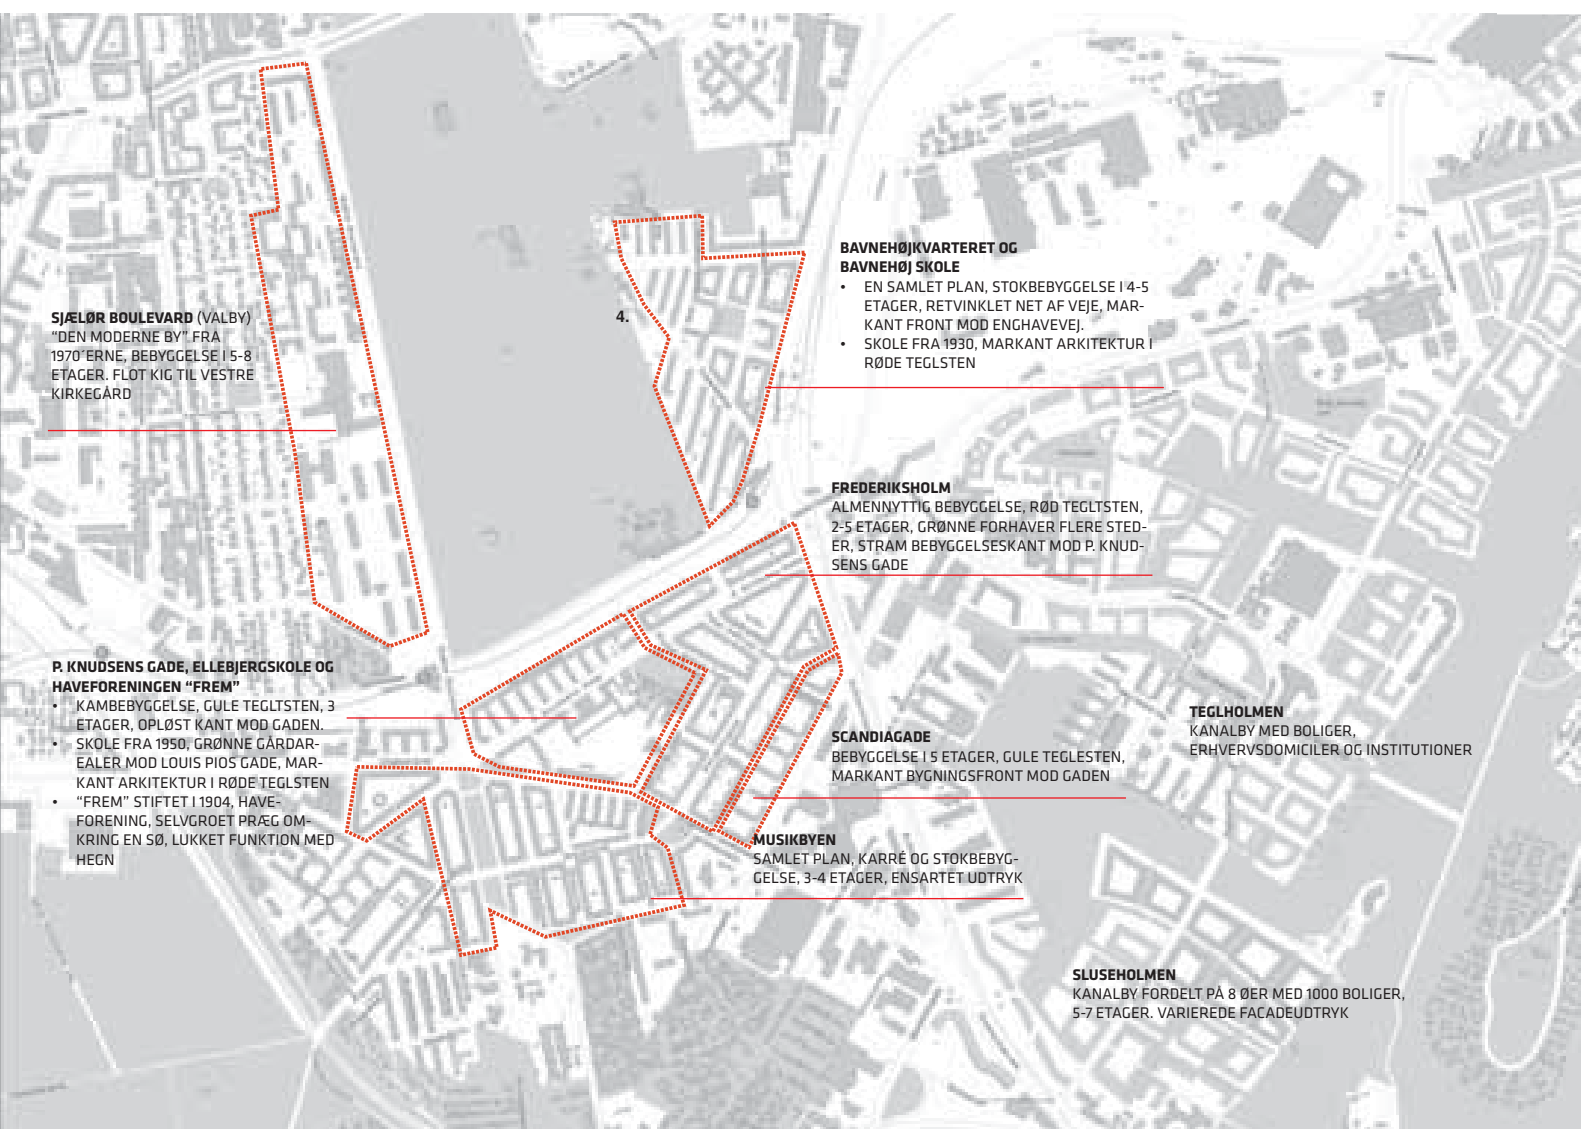 SJÆLØR BOULEVARD (VALBY)
"DEN MODERNE BY" FRA
1970´ERNE, BEBYGGELSE I 5-8
ETAGER. FLOT KIG TIL VESTRE
KIRKEGÅRD
4.
BAVNEHØJKVARTERET OG
BAVNEHØJ SKOLE
• EN SAMLET PLAN, STOKBEBYGGELSE I 4-5
ETAGER, RETVINKLET NET AF VEJE, MAR-
KANT FRONT MOD ENGHAVEVEJ.
• SKOLE FRA 1930, MARKANT ARKITEKTUR I
RØDE TEGLSTEN
FREDERIKSHOLM
ALMENNYTTIG BEBYGGELSE, RØD TEGLTSTEN,
2-5 ETAGER, GRØNNE FORHAVER FLERE STED-
ER, STRAM BEBYGGELSESKANT MOD P. KNUD-
SENS GADE
P. KNUDSENS GADE, ELLEBJERGSKOLE OG
HAVEFORENINGEN “FREM”
• KAMBEBYGGELSE, GULE TEGLTSTEN, 3
ETAGER, OPLØST KANT MOD GADEN.
• SKOLE FRA 1950, GRØNNE GÅRDAR-
EALER MOD LOUIS PIOS GADE, MAR-
KANT ARKITEKTUR I RØDE TEGLSTEN
• “FREM” STIFTET I 1904, HAVE-
FORENING, SELVGROET PRÆG OM-
KRING EN SØ, LUKKET FUNKTION MED
HEGN
SCANDIAGADE
BEBYGGELSE I 5 ETAGER, GULE TEGLESTEN,
MARKANT BYGNINGSFRONT MOD GADEN
MUSIKBYEN
SAMLET PLAN, KARRÉ OG STOKBEBYG-
GELSE, 3-4 ETAGER, ENSARTET UDTRYK
TEGLHOLMEN
KANALBY MED BOLIGER,
ERHVERVSDOMICILER OG INSTITUTIONER
SLUSEHOLMEN
KANALBY FORDELT PÅ 8 ØER MED 1000 BOLIGER,
5-7 ETAGER. VARIEREDE FACADEUDTRYK